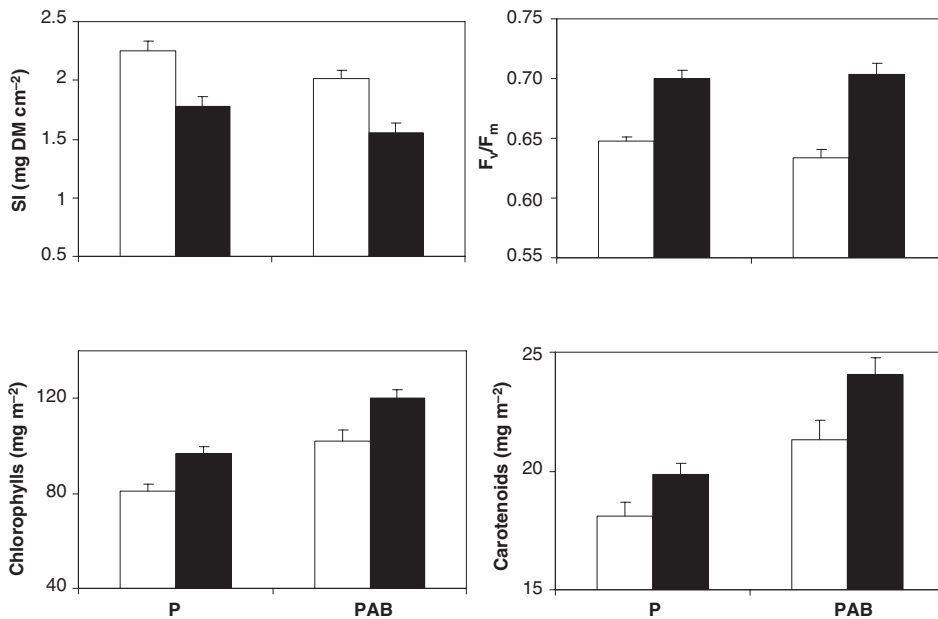 SI (mg DM cm⁻²)
2.5
2
1.5
1
0.5
Fv/Fm
0.75
0.70
0.65
0.60
0.55
Chlorophylls (mg m⁻²)
120
80
40
P PAB
Carotenoids (mg m⁻²)
25
20
15
P PAB